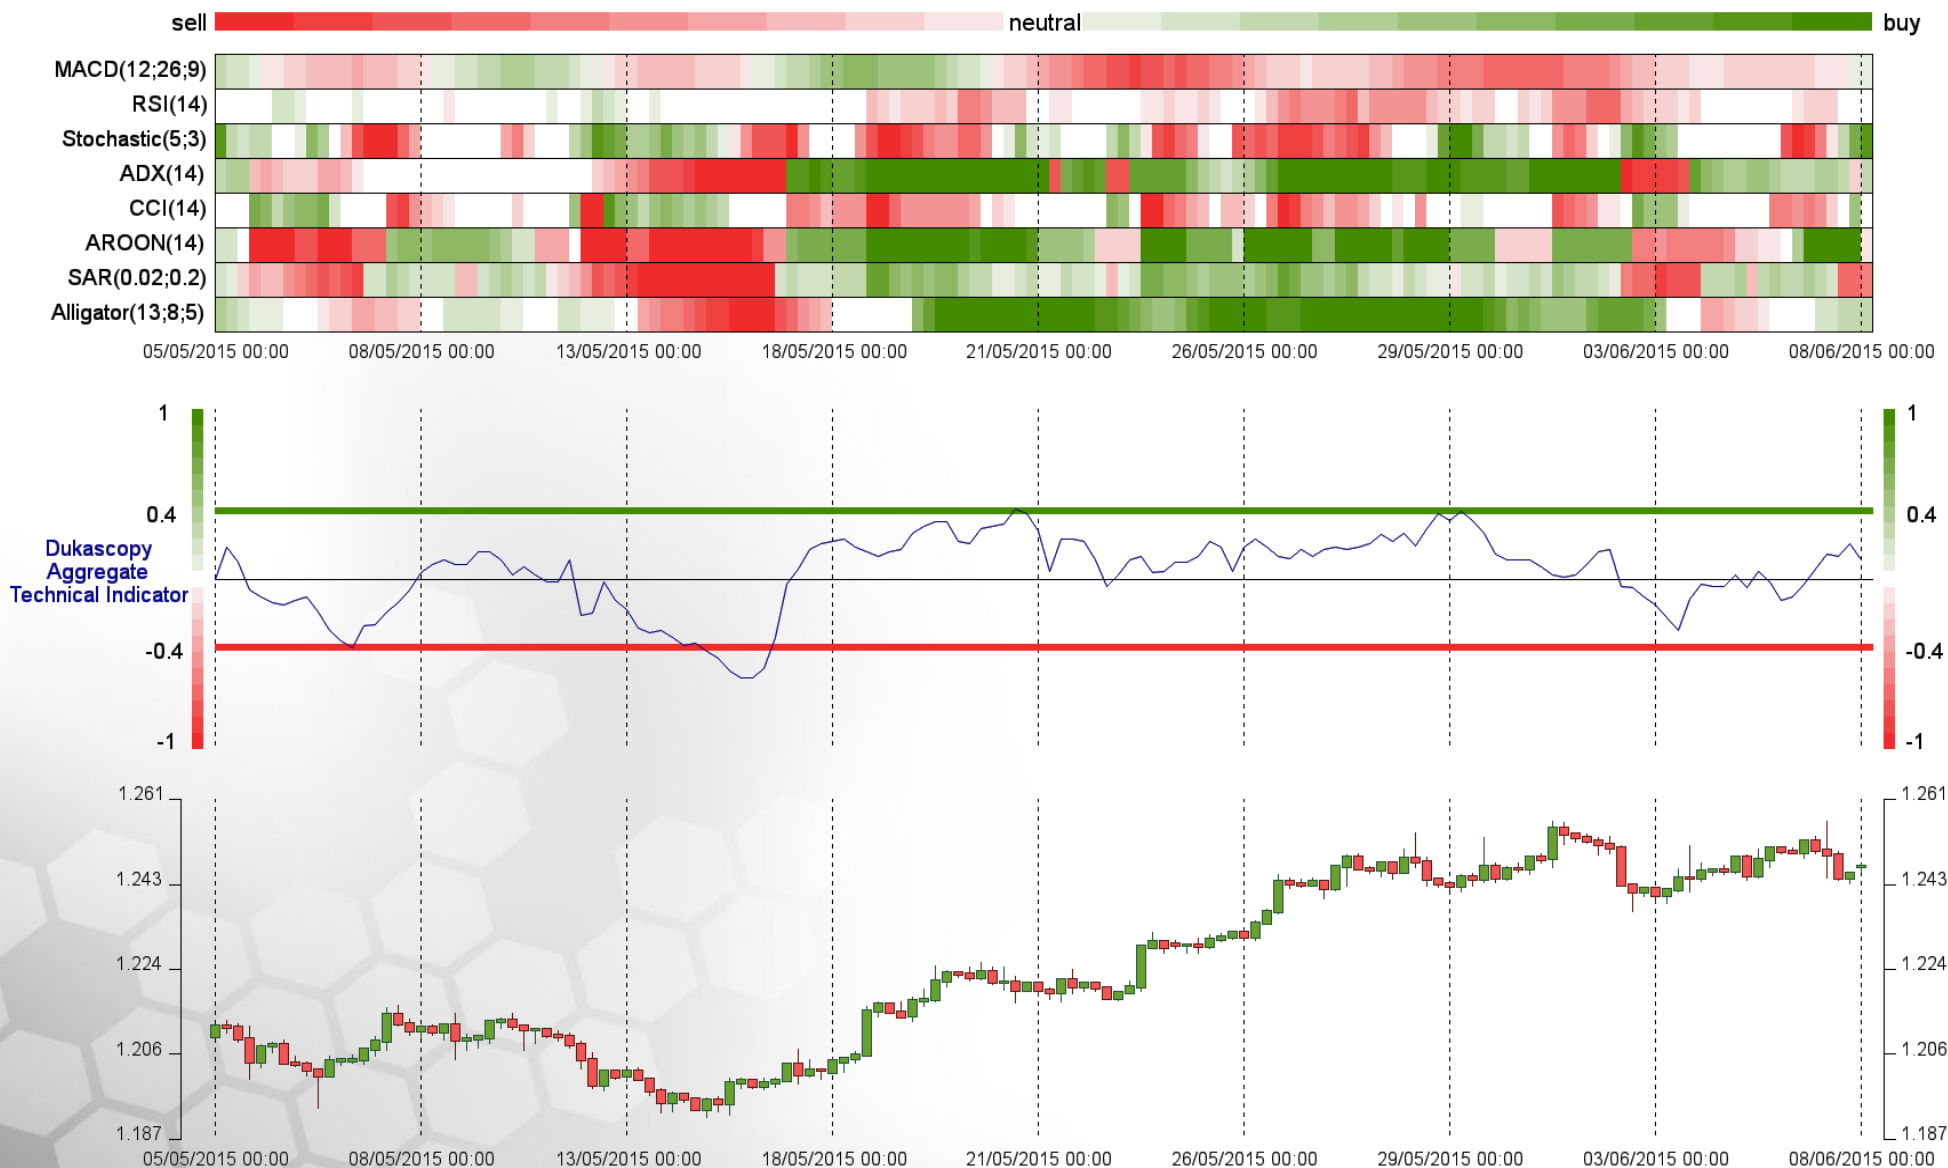 sell neutral buy
MACD(12;26;9)
RSI(14)
Stochastic(5;3)
ADX(14)
CCI(14)
AROON(14)
SAR(0.02;0.2)
Alligator(13;8;5)
05/05/2015 00:00 08/05/2015 00:00 13/05/2015 00:00 18/05/2015 00:00 21/05/2015 00:00 26/05/2015 00:00 29/05/2015 00:00 03/06/2015 00:00 08/06/2015 00:00
1 1
0.4 0.4
Dukascopy
Aggregate
Technical Indicator
-0.4 -0.4
-1 -1
1.261 1.261
1.243 1.243
1.224 1.224
1.206 1.206
1.187 1.187
05/05/2015 00:00 08/05/2015 00:00 13/05/2015 00:00 18/05/2015 00:00 21/05/2015 00:00 26/05/2015 00:00 29/05/2015 00:00 03/06/2015 00:00 08/06/2015 00:00